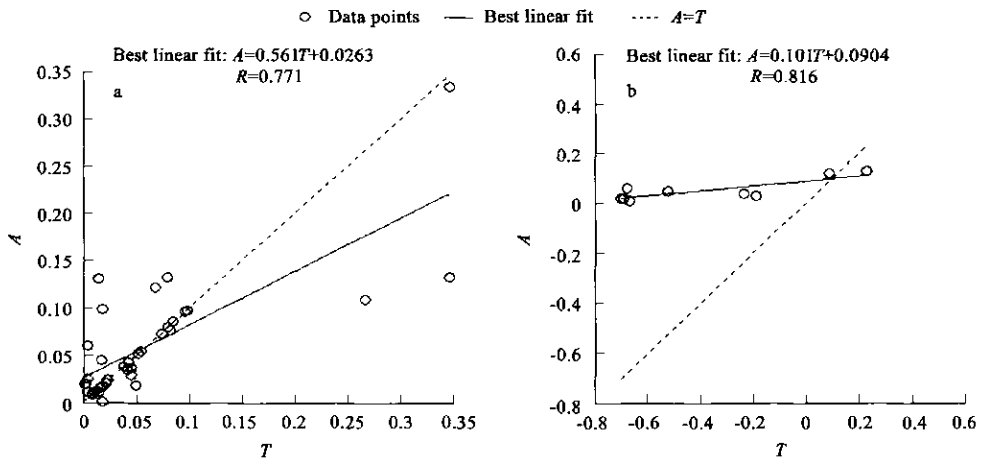 Data points Best linear fit A=T
Best linear fit: A=0.561T+0.0263
R=0.771
a
0.35
0.30
0.25
0.20
0.15
0.10
0.05
0
A
0 0.05 0.1 0.15 0.20 0.25 0.30 0.35
T
Best linear fit: A=0.101T+0.0904
R=0.816
b
0.6
0.4
0.2
0
-0.2
-0.4
-0.6
-0.8
A
-0.8 -0.6 -0.4 -0.2 0 0.2 0.4 0.6
T